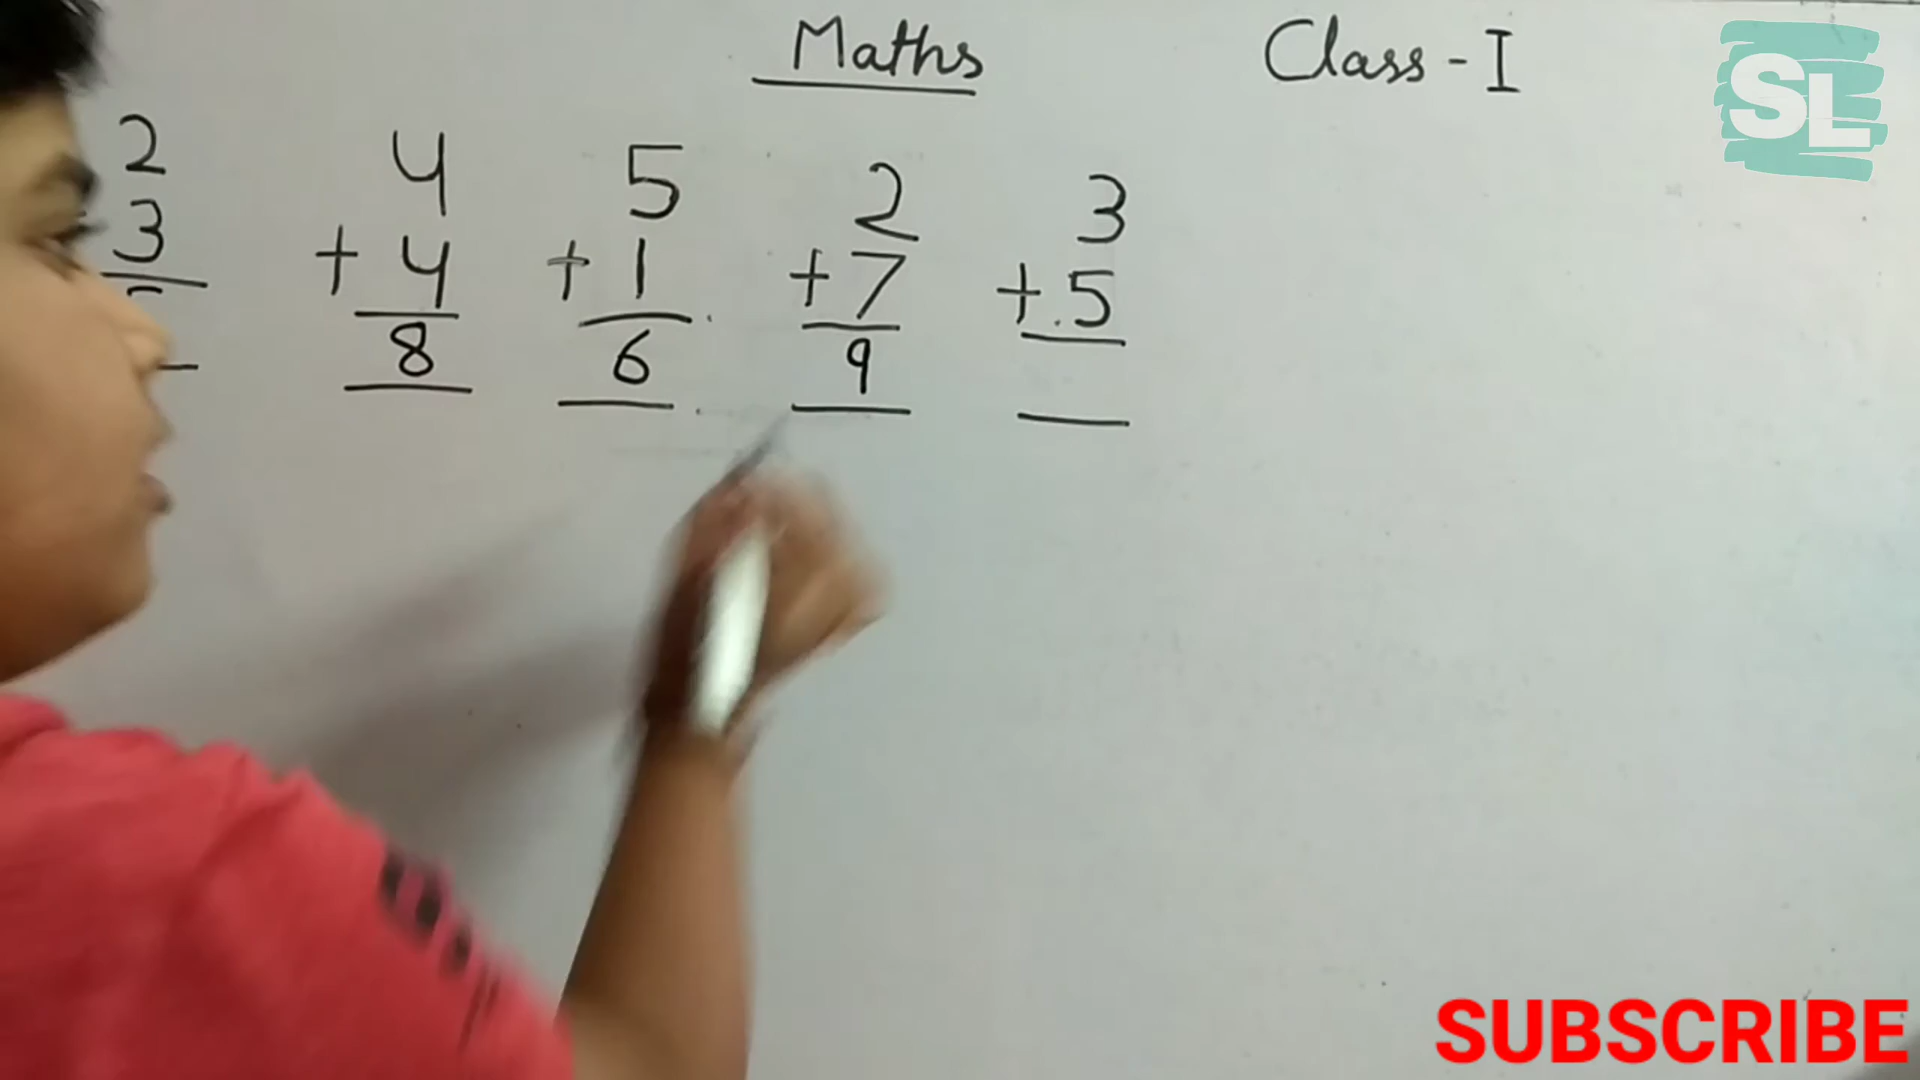 Maths Class - I
SL
2 4 5 2 3
3 + 4 + 1 + 7 + 5
8 6 9
SUBSCRIBE